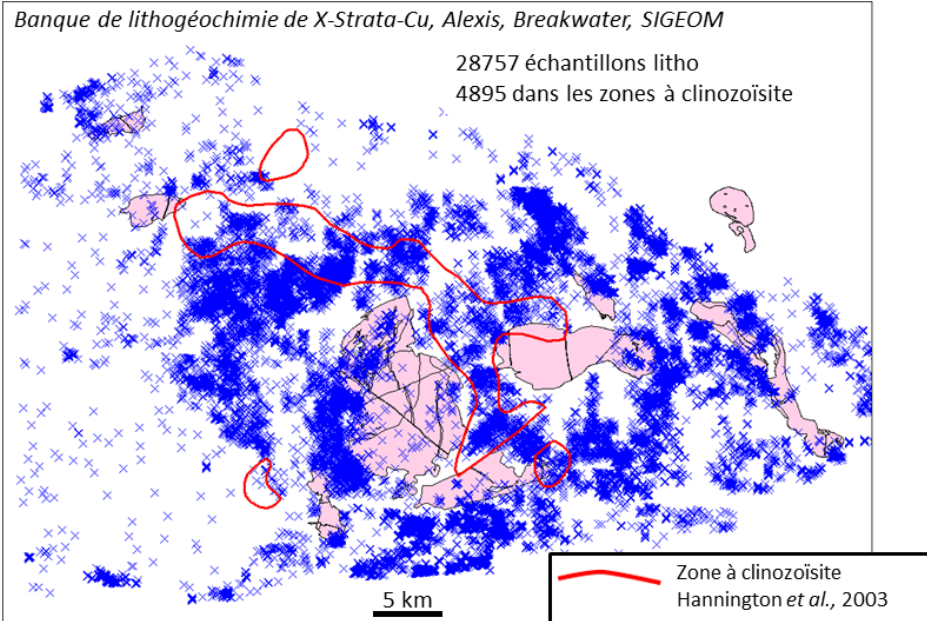 Banque de lithogéochimie de X-Strata-Cu, Alexis, Breakwater, SIGEOM
28757 échantillons litho
4895 dans les zones à clinozoïsite
5 km
Zone à clinozoïsite
Hannington et al., 2003